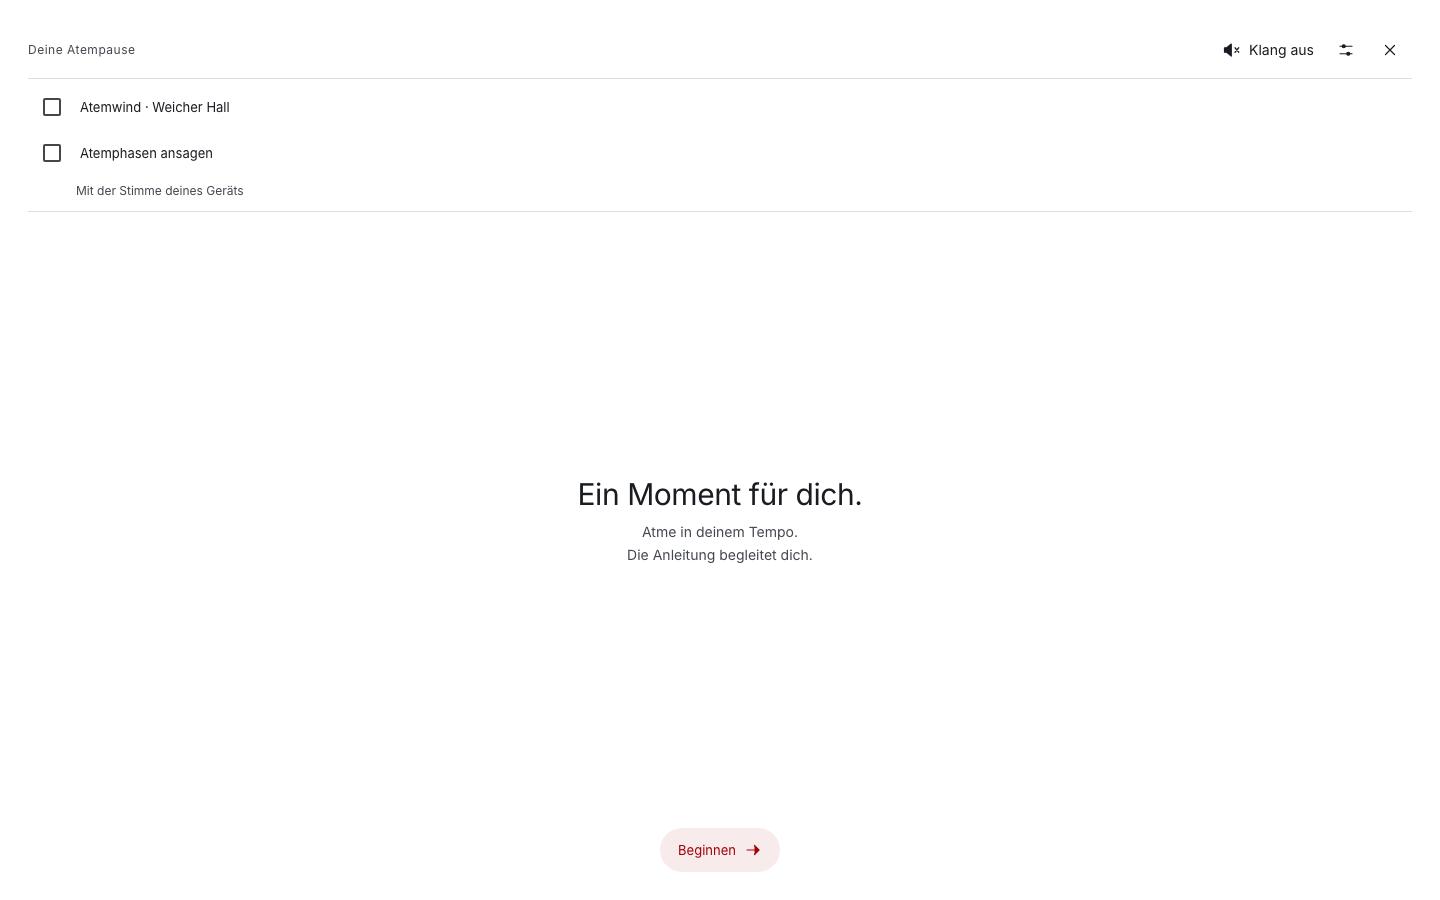 Deine Atempause
Klang aus
Atemwind · Weicher Hall
Atemphasen ansagen
Mit der Stimme deines Geräts
Ein Moment für dich.
Atme in deinem Tempo.
Die Anleitung begleitet dich.
Beginnen